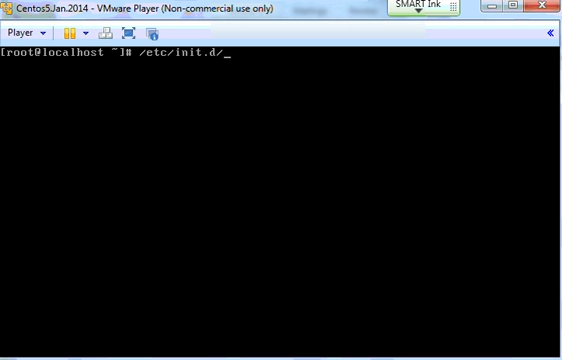 Centos5.Jan.2014 - VMware Player (Non-commercial use only)
SMART Ink
Player
[root@localhost ~]# /etc/init.d/_